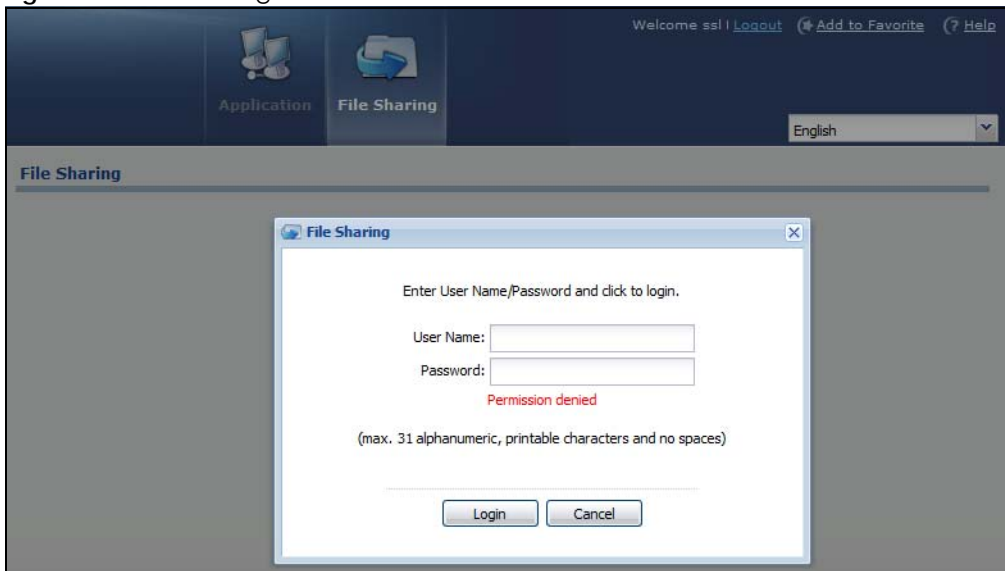 Welcome ssl | Logout Add to Favorite (? Help
Application File Sharing
English
File Sharing
File Sharing
Enter User Name/Password and click to login.
User Name:
Password:
Permission denied
(max. 31 alphanumeric, printable characters and no spaces)
Login Cancel